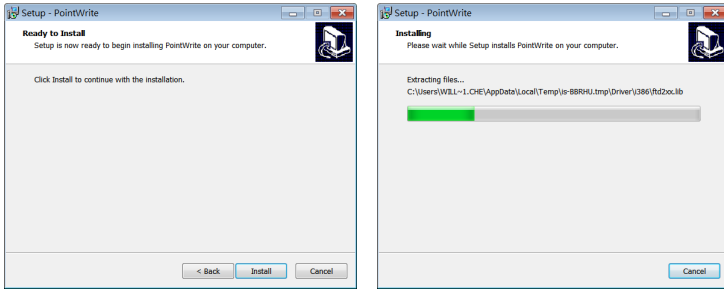 Setup - PointWrite
Ready to Install
Setup is now ready to begin installing PointWrite on your computer.
Click Install to continue with the installation.
< Back
Install
Cancel
Setup - PointWrite
Installing
Please wait while Setup installs PointWrite on your computer.
Extracting files...
C:\Users\WILL~1.CHE\AppData\Local\Temp\is-BBRHU.tmp\Driver\i386\ftd2xx.lib
Cancel